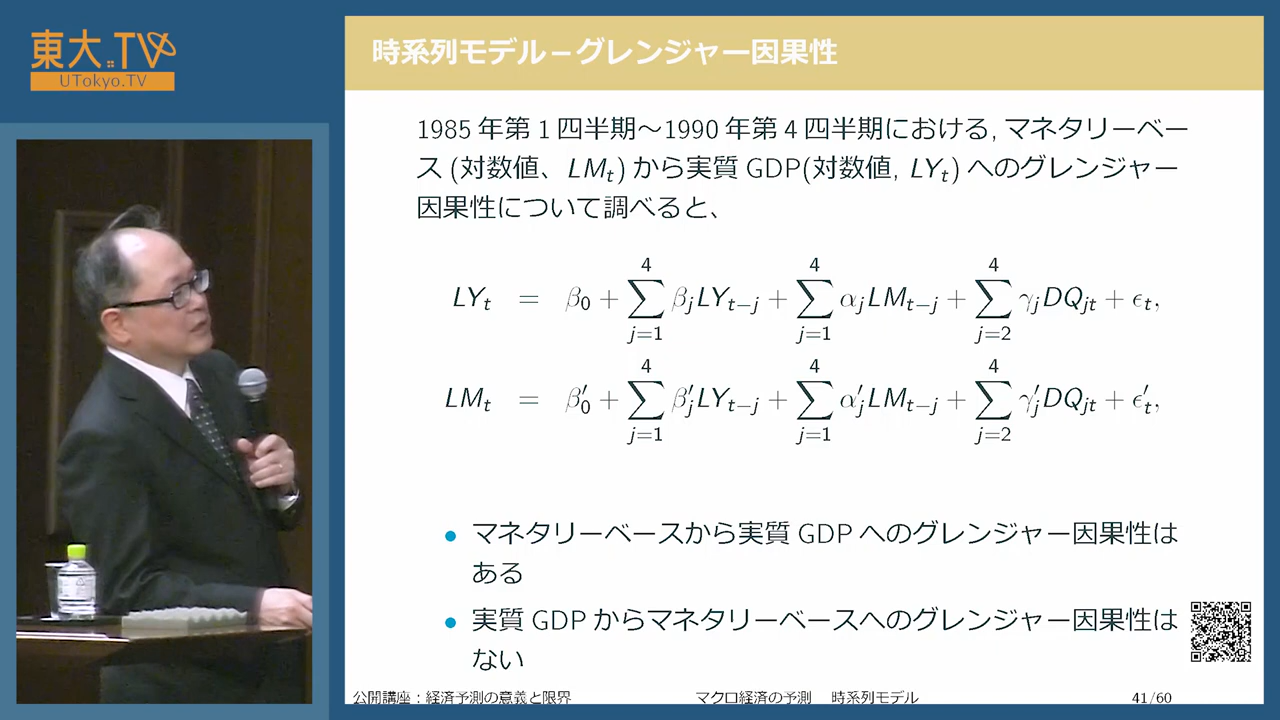 東大.TV
UTokyo.TV
時系列モデル－グレンジャー因果性
1985 年第 1 四半期～1990 年第 4 四半期における, マネタリーベー
ス (対数値、LM_t) から実質 GDP(対数値, LY_t) へのグレンジャー
因果性について調べると、
LY_t = β_0 + ∑_{j=1}^{4} β_j LY_{t−j} + ∑_{j=1}^{4} α_j LM_{t−j} + ∑_{j=2}^{4} γ_j DQ_{jt} + ϵ_t,
LM_t = β′_0 + ∑_{j=1}^{4} β′_j LY_{t−j} + ∑_{j=1}^{4} α′_j LM_{t−j} + ∑_{j=2}^{4} γ′_j DQ_{jt} + ϵ′_t,
• マネタリーベースから実質 GDP へのグレンジャー因果性は
ある
• 実質 GDP からマネタリーベースへのグレンジャー因果性は
ない
公開講座：経済予測の意義と限界 マクロ経済の予測 時系列モデル 41/60